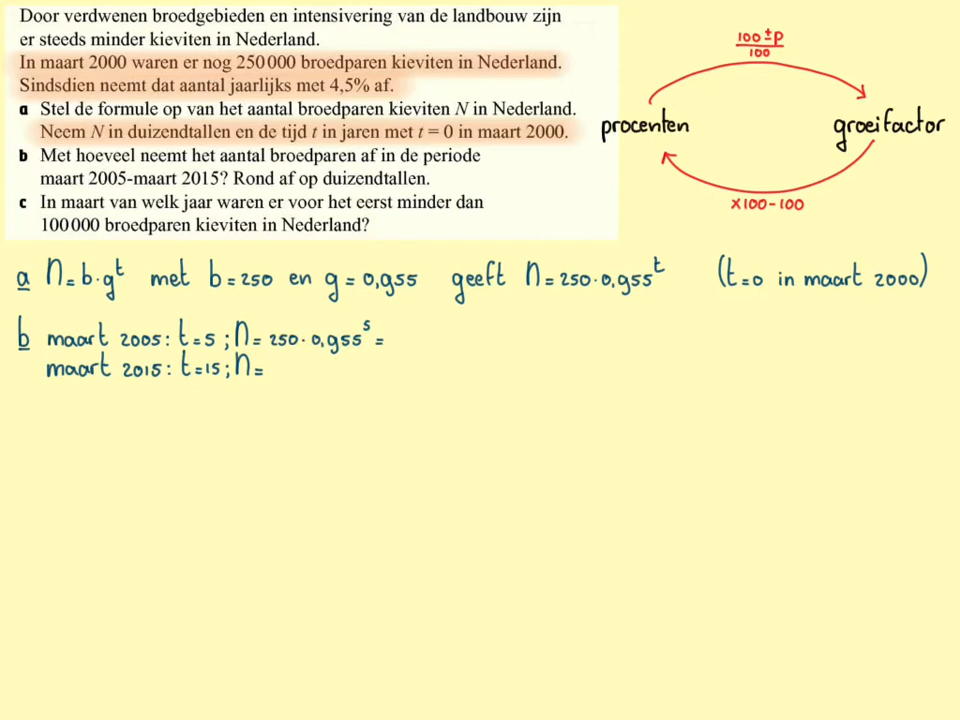 Door verdwenen broedgebieden en intensivering van de landbouw zijn
er steeds minder kieviten in Nederland.
In maart 2000 waren er nog 250 000 broedparen kieviten in Nederland.
Sindsdien neemt dat aantal jaarlijks met 4,5% af.
a Stel de formule op van het aantal broedparen kieviten N in Nederland.
Neem N in duizendtallen en de tijd t in jaren met t = 0 in maart 2000.
b Met hoeveel neemt het aantal broedparen af in de periode
maart 2005-maart 2015? Rond af op duizendtallen.
c In maart van welk jaar waren er voor het eerst minder dan
100 000 broedparen kieviten in Nederland?
100 ± p
100
procenten
groeifactor
x100-100
a N = b·g^t met b = 250 en g = 0,955 geeft N = 250·0,955^t (t=0 in maart 2000)
b maart 2005: t = 5 ; N = 250·0,955^5 =
maart 2015: t = 15 ; N =